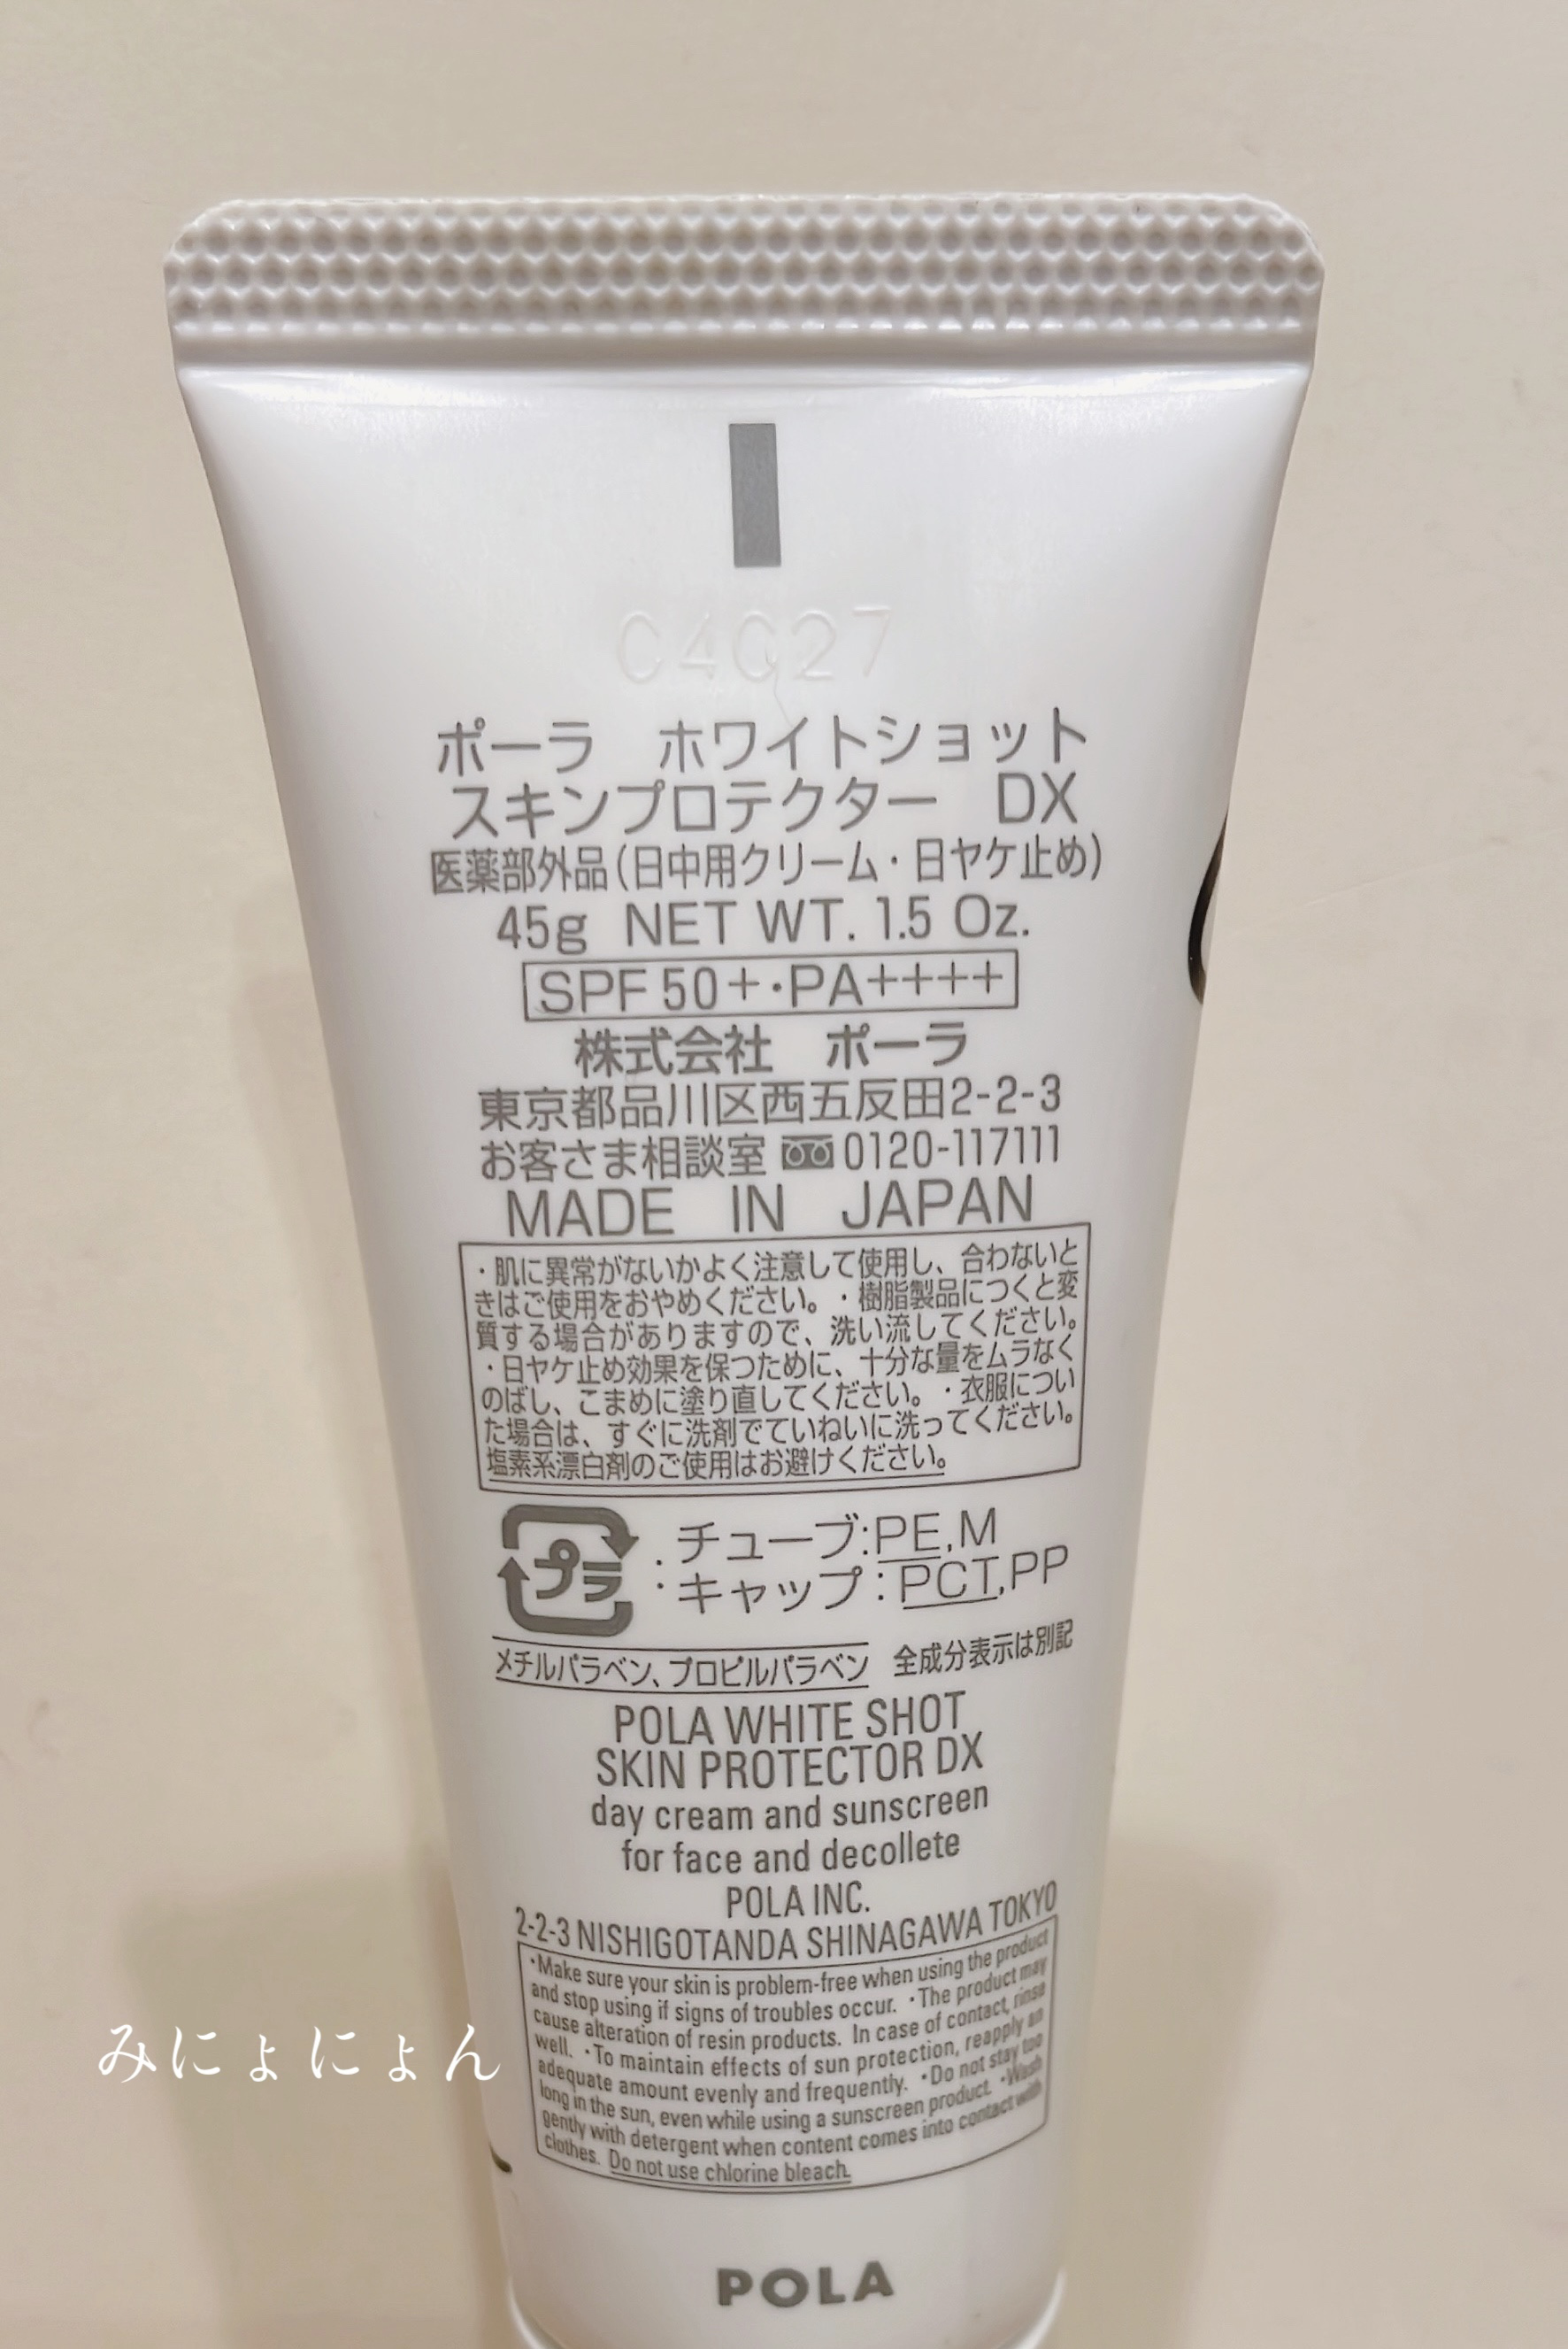 C4C27
ポーラ ホワイトショット
スキンプロテクター DX
医薬部外品(日中用クリーム・日ヤケ止め)
45g NET WT. 1.5 Oz.
SPF50+・PA++++
株式会社 ポーラ
東京都品川区西五反田2-2-3
お客さま相談室 0120-117111
MADE IN JAPAN
・肌に異常がないかよく注意して使用し、合わないと
きはご使用をおやめください。・樹脂製品につくと変
質する場合がありますので、洗い流してください。
・日ヤケ止め効果を保つために、十分な量をムラなく
のばし、こまめに塗り直してください。・衣服につい
た場合は、すぐに洗剤でていねいに洗ってください。
塩素系漂白剤のご使用はお避けください。
プラ
・チューブ:PE,M
・キャップ:PCT,PP
メチルパラベン、プロピルパラベン 全成分表示は別記
POLA WHITE SHOT
SKIN PROTECTOR DX
day cream and sunscreen
for face and decollete
POLA INC.
2-2-3 NISHIGOTANDA SHINAGAWA TOKYO
・Make sure your skin is problem-free when using the product
and stop using if signs of troubles occur. ・The product may
cause alteration of resin products. In case of contact, rinse
well. ・To maintain effects of sun protection, reapply an
adequate amount evenly and frequently. ・Do not stay too
long in the sun, even while using a sunscreen product. ・Wash
gently with detergent when content comes into contact with
clothes. Do not use chlorine bleach.
みにょにょん
POLA